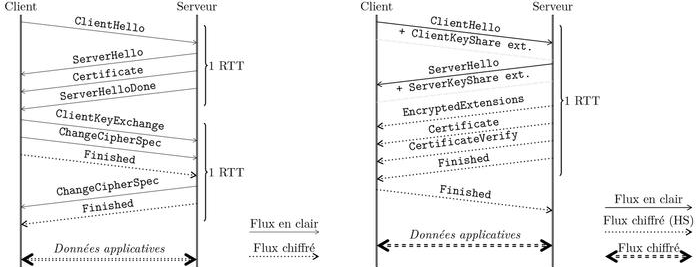 Client
Serveur
ClientHello
ServerHello
Certificate
ServerHelloDone
1 RTT
ClientKeyExchange
ChangeCipherSpec
Finished
1 RTT
ChangeCipherSpec
Finished
Données applicatives
Flux en clair
Flux chiffré
Client
Serveur
ClientHello
+ ClientKeyShare ext.
ServerHello
+ ServerKeyShare ext.
EncryptedExtensions
Certificate
CertificateVerify
Finished
1 RTT
Finished
Données applicatives
Flux en clair
Flux chiffré (HS)
Flux chiffré